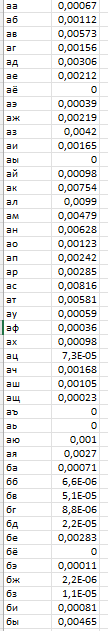 аа 0,00067
аб 0,00112
ав 0,00573
аг 0,00156
ад 0,00306
ае 0,00212
аё 0
аэ 0,00039
аж 0,00219
аз 0,0042
аи 0,00165
аы 0
ай 0,00098
ак 0,00754
ал 0,0099
ам 0,00479
ан 0,00628
ао 0,00123
ап 0,00242
ар 0,00285
ас 0,00816
ат 0,00581
ау 0,00059
аф 0,00036
ах 0,00098
ац 7,3E-05
ач 0,00168
аш 0,00105
ащ 0,00023
аъ 0
аь 0
аю 0,001
ая 0,0027
ба 0,00071
бб 6,6E-06
бв 5,1E-05
бг 8,8E-06
бд 2,2E-05
бе 0,00283
бё 0
бэ 0,00011
бж 2,2E-06
бз 1,1E-05
би 0,00081
бы 0,00465